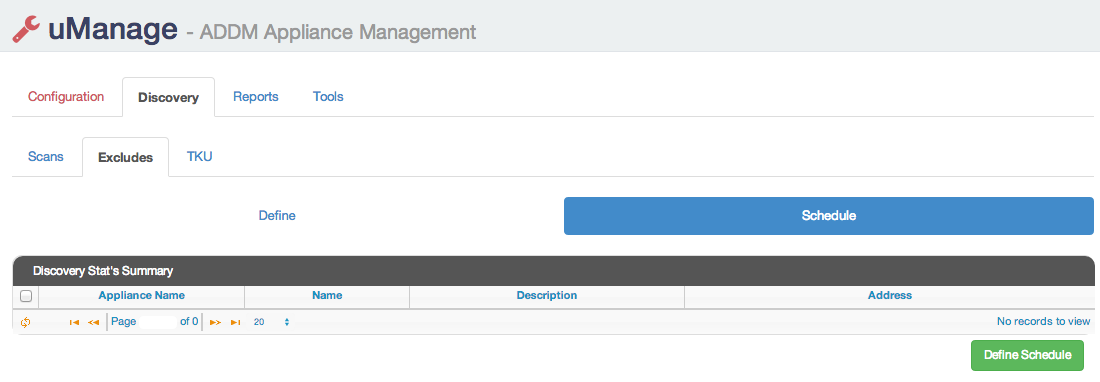 uManage - ADDM Appliance Management
Configuration Discovery Reports Tools
Scans Excludes TKU
Define Schedule
Discovery Stat's Summary
Appliance Name Name Description Address
Page of 0 20 No records to view
Define Schedule